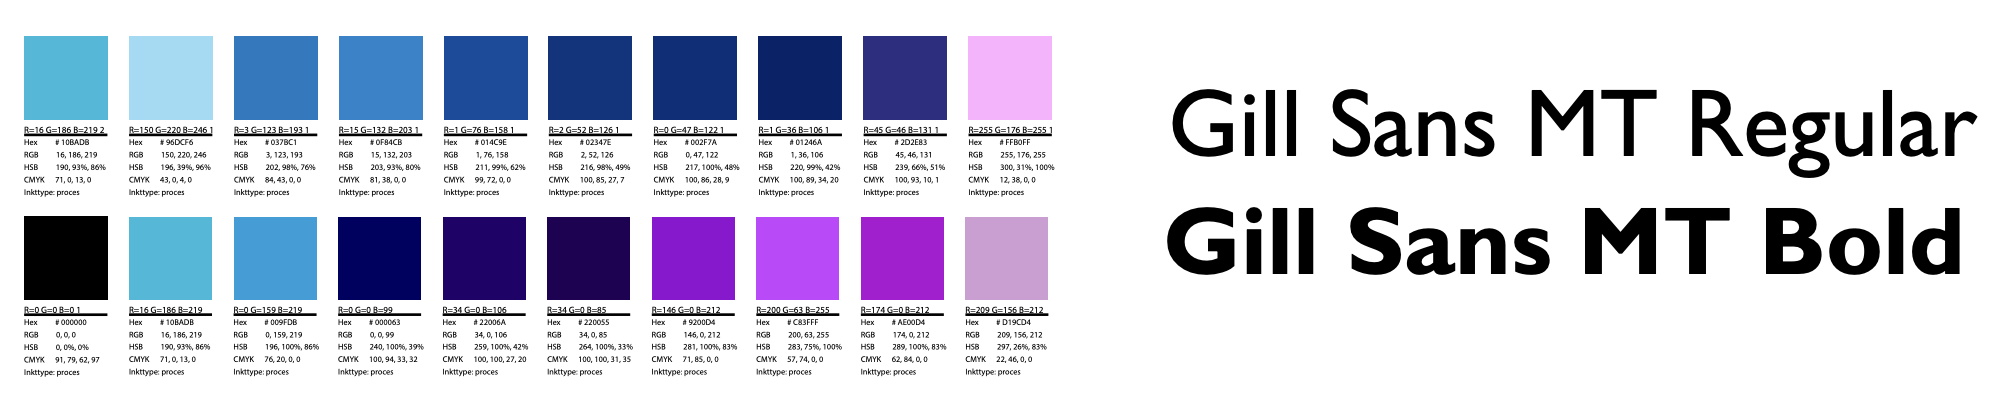 R=16 G=186 B=219 2
Hex # 10BADB
RGB 16, 186, 219
HSB 190, 93%, 86%
CMYK 71, 0, 13, 0
Inkttype: proces
R=150 G=220 B=246 1
Hex # 96DCF6
RGB 150, 220, 246
HSB 196, 39%, 96%
CMYK 43, 0, 4, 0
Inkttype: proces
R=3 G=123 B=193 1
Hex # 037BC1
RGB 3, 123, 193
HSB 202, 98%, 76%
CMYK 84, 43, 0, 0
Inkttype: proces
R=15 G=132 B=203 1
Hex # 0F84CB
RGB 15, 132, 203
HSB 203, 93%, 80%
CMYK 81, 38, 0, 0
Inkttype: proces
R=1 G=76 B=158 1
Hex # 014C9E
RGB 1, 76, 158
HSB 211, 99%, 62%
CMYK 99, 72, 0, 0
Inkttype: proces
R=2 G=52 B=126 1
Hex # 02347E
RGB 2, 52, 126
HSB 216, 98%, 49%
CMYK 100, 85, 27, 7
Inkttype: proces
R=0 G=47 B=122 1
Hex # 002F7A
RGB 0, 47, 122
HSB 217, 100%, 48%
CMYK 100, 86, 28, 9
Inkttype: proces
R=1 G=36 B=106 1
Hex # 01246A
RGB 1, 36, 106
HSB 220, 99%, 42%
CMYK 100, 89, 34, 20
Inkttype: proces
R=45 G=46 B=131 1
Hex # 2D2E83
RGB 45, 46, 131
HSB 239, 66%, 51%
CMYK 100, 93, 10, 1
Inkttype: proces
R=255 G=176 B=255 1
Hex # FFB0FF
RGB 255, 176, 255
HSB 300, 31%, 100%
CMYK 12, 38, 0, 0
Inkttype: proces
R=0 G=0 B=0 1
Hex # 000000
RGB 0, 0, 0
HSB 0, 0%, 0%
CMYK 91, 79, 62, 97
Inkttype: proces
R=16 G=186 B=219
Hex # 10BADB
RGB 16, 186, 219
HSB 190, 93%, 86%
CMYK 71, 0, 13, 0
Inkttype: proces
R=0 G=159 B=219
Hex # 009FDB
RGB 0, 159, 219
HSB 196, 100%, 86%
CMYK 76, 20, 0, 0
Inkttype: proces
R=0 G=0 B=99
Hex # 000063
RGB 0, 0, 99
HSB 240, 100%, 39%
CMYK 100, 94, 33, 32
Inkttype: proces
R=34 G=0 B=106
Hex # 22006A
RGB 34, 0, 106
HSB 259, 100%, 42%
CMYK 100, 100, 27, 20
Inkttype: proces
R=34 G=0 B=85
Hex # 220055
RGB 34, 0, 85
HSB 264, 100%, 33%
CMYK 100, 100, 31, 35
Inkttype: proces
R=146 G=0 B=212
Hex # 9200D4
RGB 146, 0, 212
HSB 281, 100%, 83%
CMYK 71, 85, 0, 0
Inkttype: proces
R=200 G=63 B=255
Hex # C83FFF
RGB 200, 63, 255
HSB 283, 75%, 100%
CMYK 57, 74, 0, 0
Inkttype: proces
R=174 G=0 B=212
Hex # AE00D4
RGB 174, 0, 212
HSB 289, 100%, 83%
CMYK 62, 84, 0, 0
Inkttype: proces
R=209 G=156 B=212
Hex # D19CD4
RGB 209, 156, 212
HSB 297, 26%, 83%
CMYK 22, 46, 0, 0
Inkttype: proces
Gill Sans MT Regular
Gill Sans MT Bold